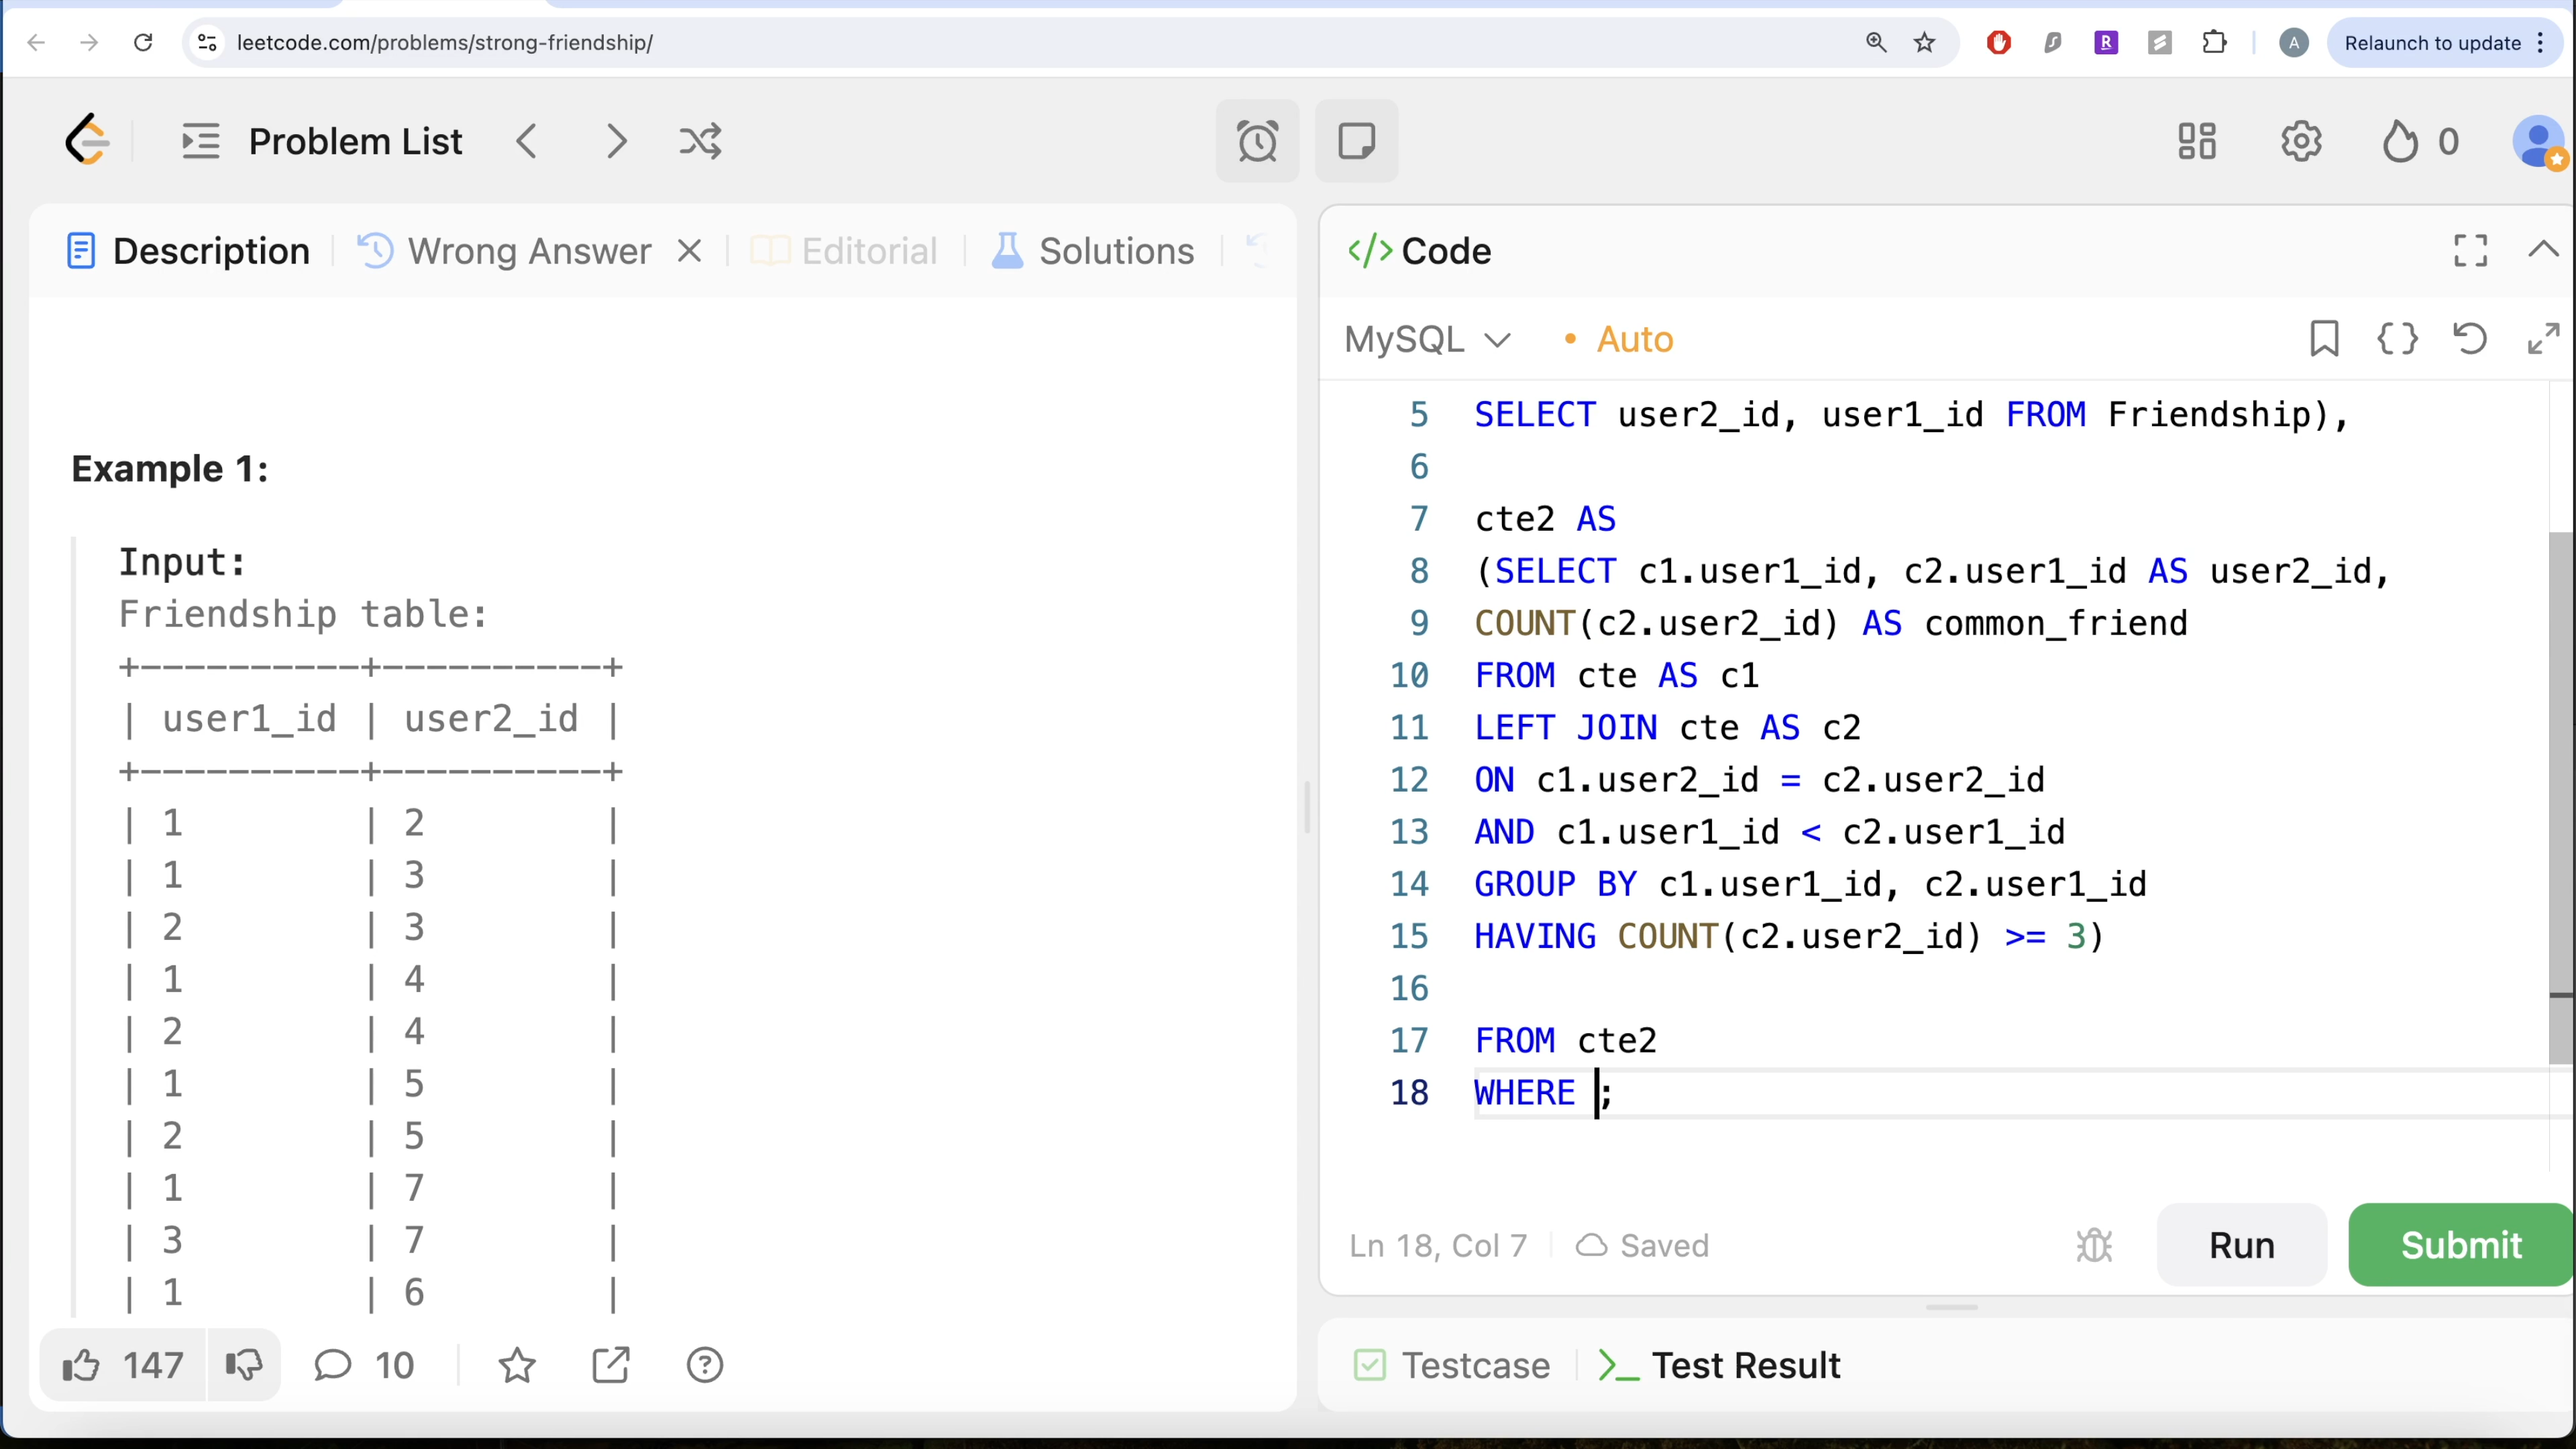 leetcode.com/problems/strong-friendship/
A
Relaunch to update
Problem List
0
Description
Wrong Answer
Editorial
Solutions
</> Code
MySQL
• Auto
Example 1:
Input:
Friendship table:
+-----------+-----------+
| user1_id | user2_id |
+-----------+-----------+
| 1 | 2 |
| 1 | 3 |
| 2 | 3 |
| 1 | 4 |
| 2 | 4 |
| 1 | 5 |
| 2 | 5 |
| 1 | 7 |
| 3 | 7 |
| 1 | 6 |
147
10
5 SELECT user2_id, user1_id FROM Friendship),
6
7 cte2 AS
8 (SELECT c1.user1_id, c2.user1_id AS user2_id,
9 COUNT(c2.user2_id) AS common_friend
10 FROM cte AS c1
11 LEFT JOIN cte AS c2
12 ON c1.user2_id = c2.user2_id
13 AND c1.user1_id < c2.user1_id
14 GROUP BY c1.user1_id, c2.user1_id
15 HAVING COUNT(c2.user2_id) >= 3)
16
17 FROM cte2
18 WHERE ;
Ln 18, Col 7
Saved
Run
Submit
Testcase
Test Result